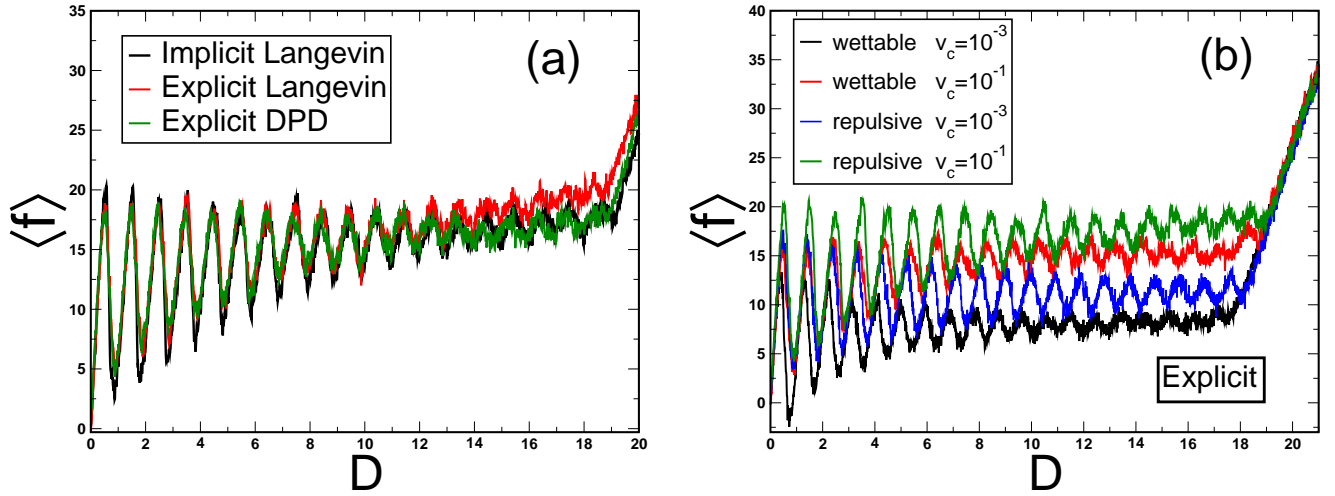 35
30
25
20
15
10
5
0
⟨f⟩
Implicit Langevin
Explicit Langevin
Explicit DPD
(a)
0 2 4 6 8 10 12 14 16 18 20
D
40
35
30
25
20
15
10
5
0
⟨f⟩
wettable v_c=10^-3
wettable v_c=10^-1
repulsive v_c=10^-3
repulsive v_c=10^-1
(b)
Explicit
0 2 4 6 8 10 12 14 16 18 20
D